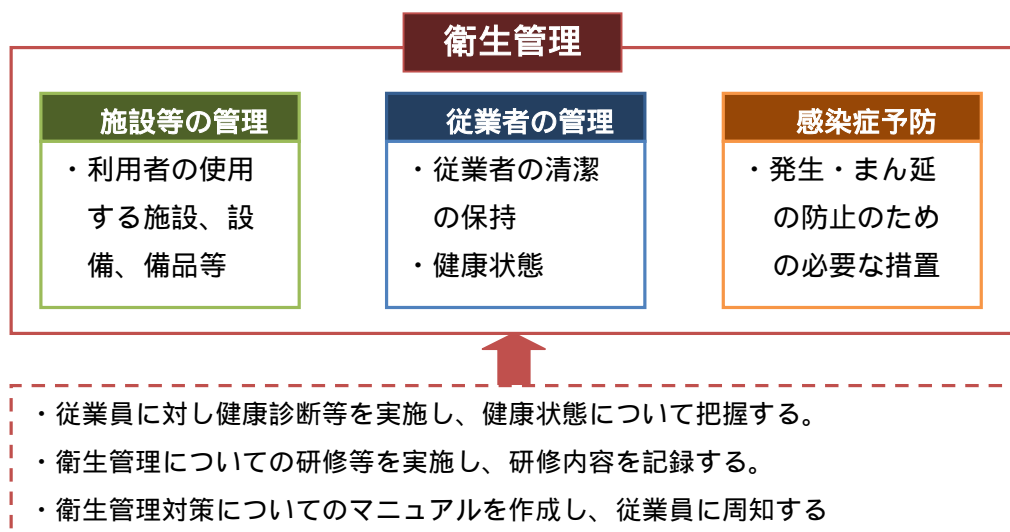 衛生管理
施設等の管理
・利用者の使用
する施設、設
備、備品等
従業者の管理
・従業者の清潔
の保持
・健康状態
感染症予防
・発生・まん延
の防止のため
の必要な措置
・従業員に対し健康診断等を実施し、健康状態について把握する。
・衛生管理についての研修等を実施し、研修内容を記録する。
・衛生管理対策についてのマニュアルを作成し、従業員に周知する